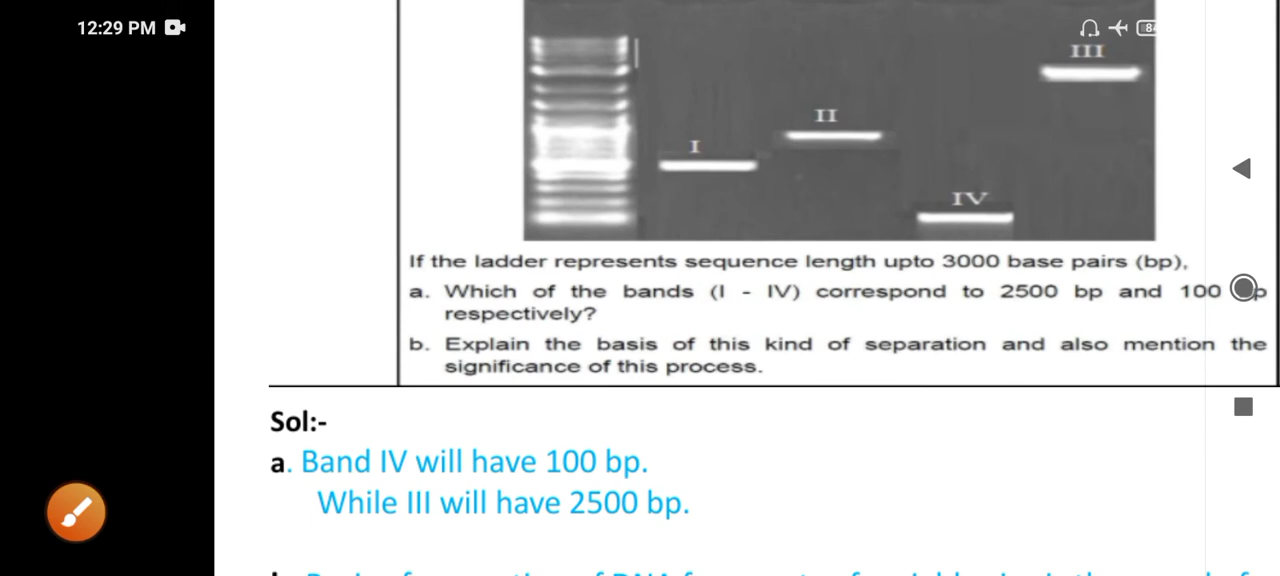 12:29 PM
84
III
II
I
IV
If the ladder represents sequence length upto 3000 base pairs (bp),
a. Which of the bands (I - IV) correspond to 2500 bp and 100
respectively?
b. Explain the basis of this kind of separation and also mention the
significance of this process.
Sol:-
a. Band IV will have 100 bp.
While III will have 2500 bp.